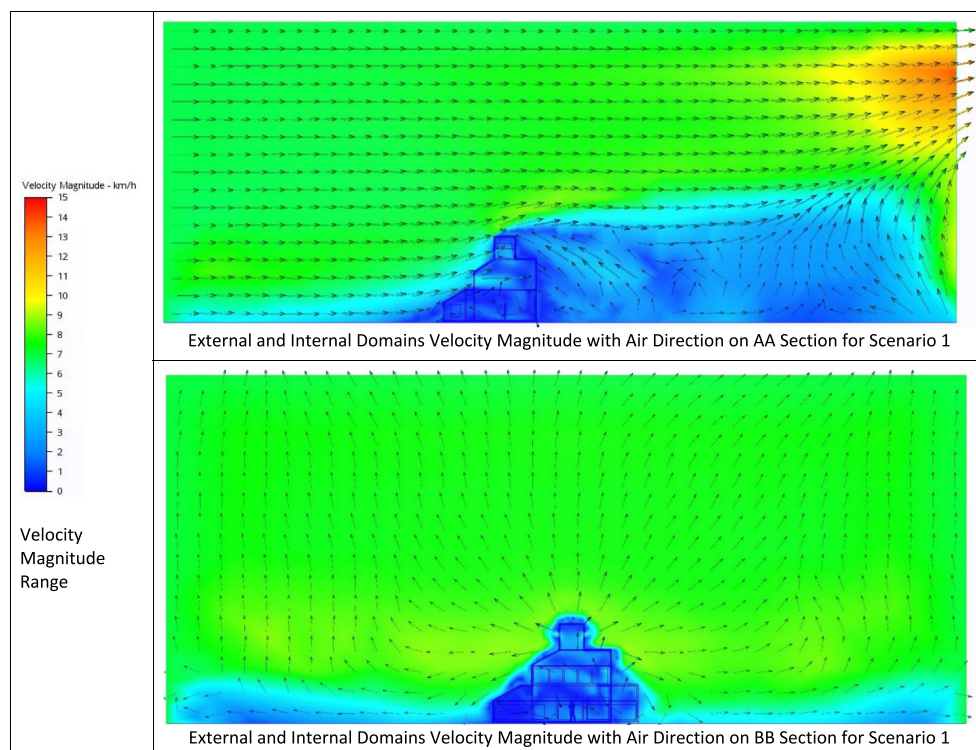 Velocity Magnitude - km/h
15
14
13
12
11
10
9
8
7
6
5
4
3
2
1
0
Velocity
Magnitude
Range
External and Internal Domains Velocity Magnitude with Air Direction on AA Section for Scenario 1
External and Internal Domains Velocity Magnitude with Air Direction on BB Section for Scenario 1